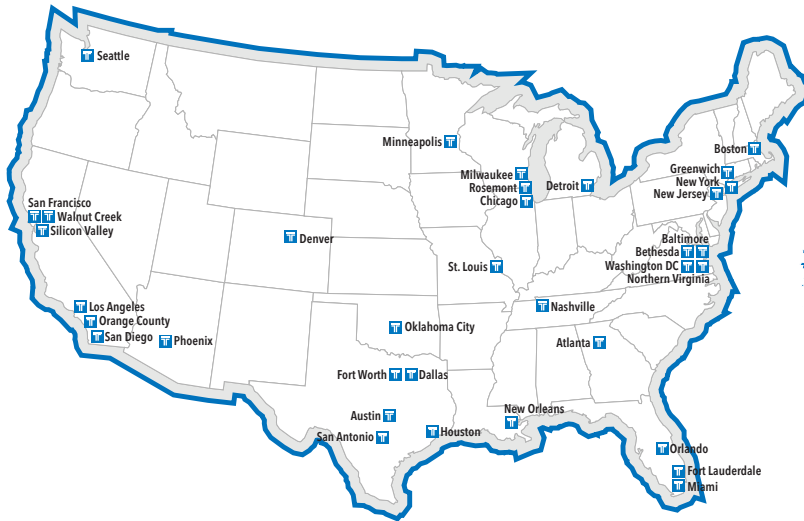 Seattle
Minneapolis
Boston
Milwaukee
Greenwich
Rosemont
Detroit
New York
Chicago
New Jersey
San Francisco
Walnut Creek
Silicon Valley
Denver
Baltimore
Bethesda
St. Louis
Washington DC
Northern Virginia
Los Angeles
Nashville
Orange County
Oklahoma City
San Diego
Phoenix
Atlanta
Fort Worth
Dallas
New Orleans
Austin
Houston
San Antonio
Orlando
Fort Lauderdale
Miami